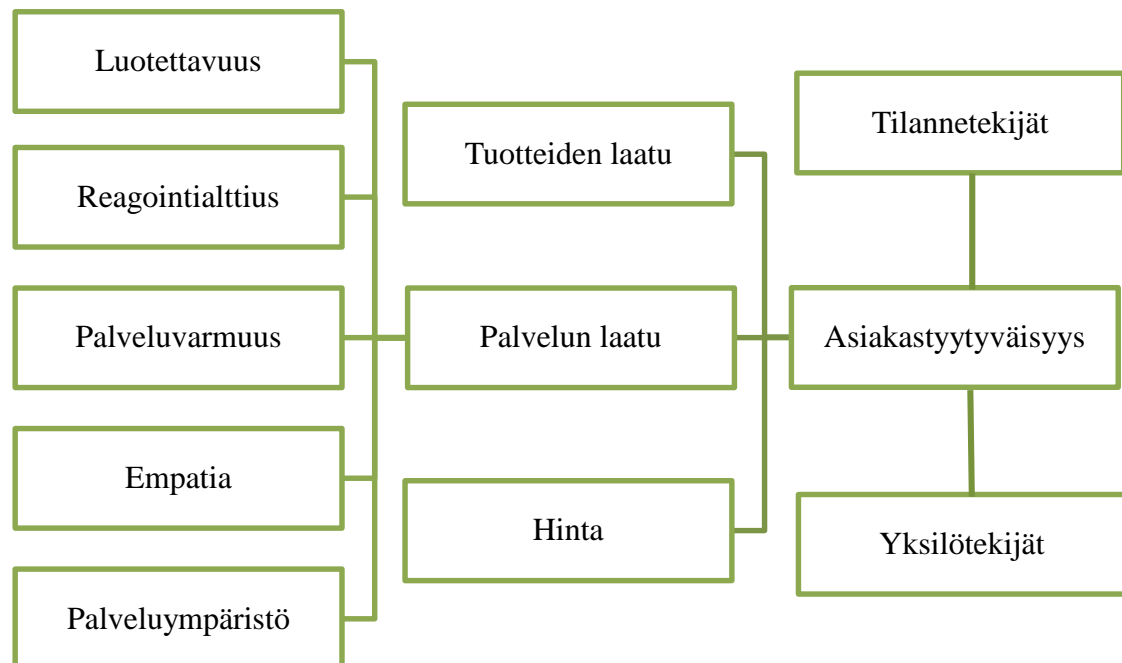 Luotettavuus
Reagointialttius
Palveluvarmuus
Empatia
Palveluympäristö
Tuotteiden laatu
Palvelun laatu
Hinta
Tilannetekijät
Asiakastyytyväisyys
Yksilötekijät